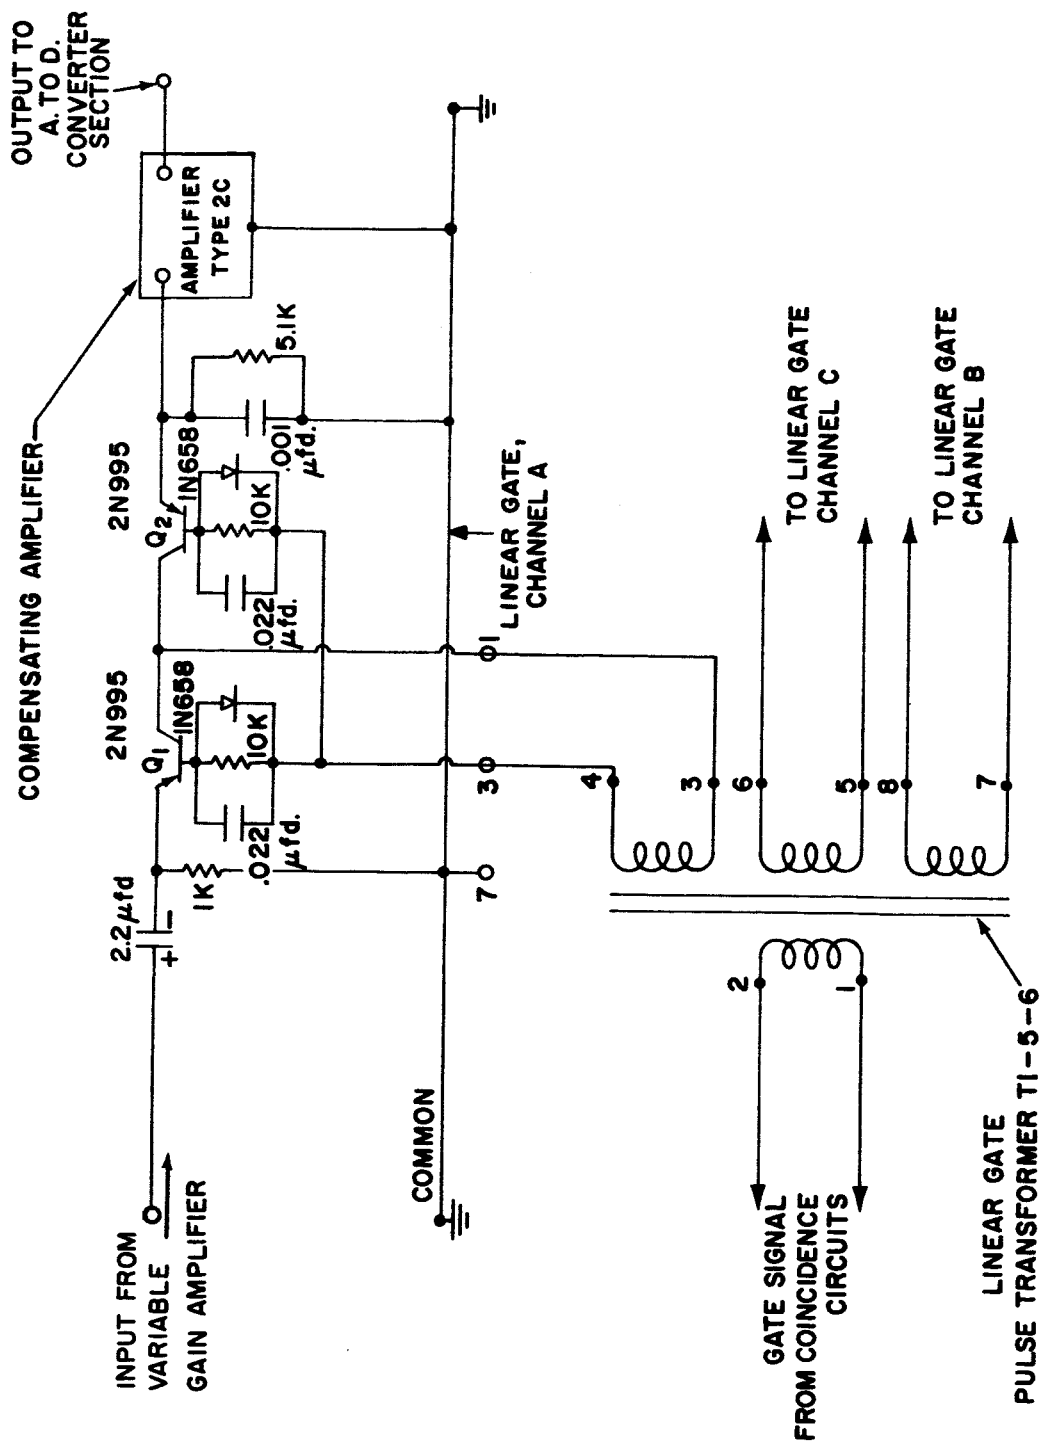 COMPENSATING AMPLIFIER
OUTPUT TO
A. TO D.
CONVERTER
SECTION
INPUT FROM
VARIABLE
GAIN AMPLIFIER
2.2µfd
+ -
1K
2N995
Q1
1N658
10K
.022
µfd.
2N995
Q2
1N658
10K
.022
µfd.
.001
µfd.
5.1K
AMPLIFIER
TYPE 2C
COMMON
7
3
1
LINEAR GATE,
CHANNEL A
GATE SIGNAL
FROM COINCIDENCE
CIRCUITS
2
1
4
3
6
5
8
7
TO LINEAR GATE
CHANNEL C
TO LINEAR GATE
CHANNEL B
LINEAR GATE
PULSE TRANSFORMER T1-5-6